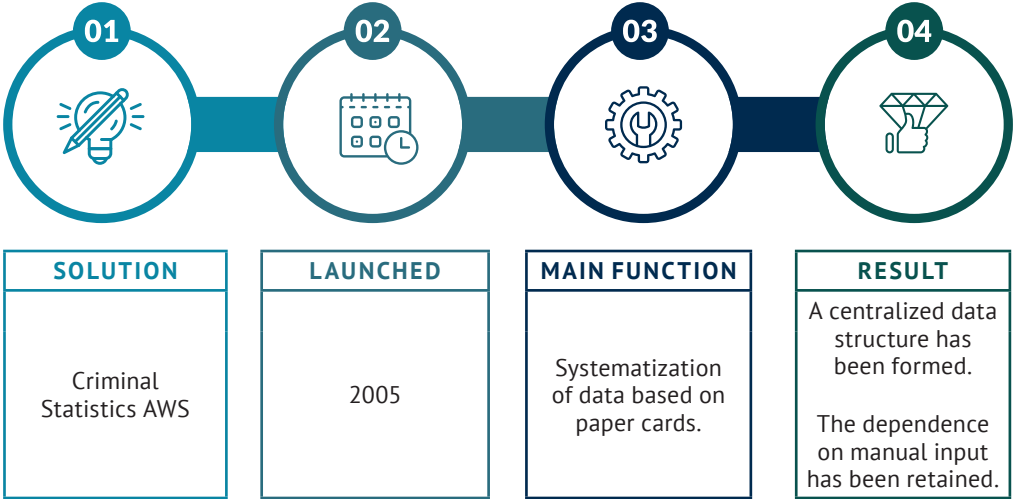 01
02
03
04
SOLUTION
Criminal
Statistics AWS
LAUNCHED
2005
MAIN FUNCTION
Systematization
of data based on
paper cards.
RESULT
A centralized data
structure has
been formed.
The dependence
on manual input
has been retained.